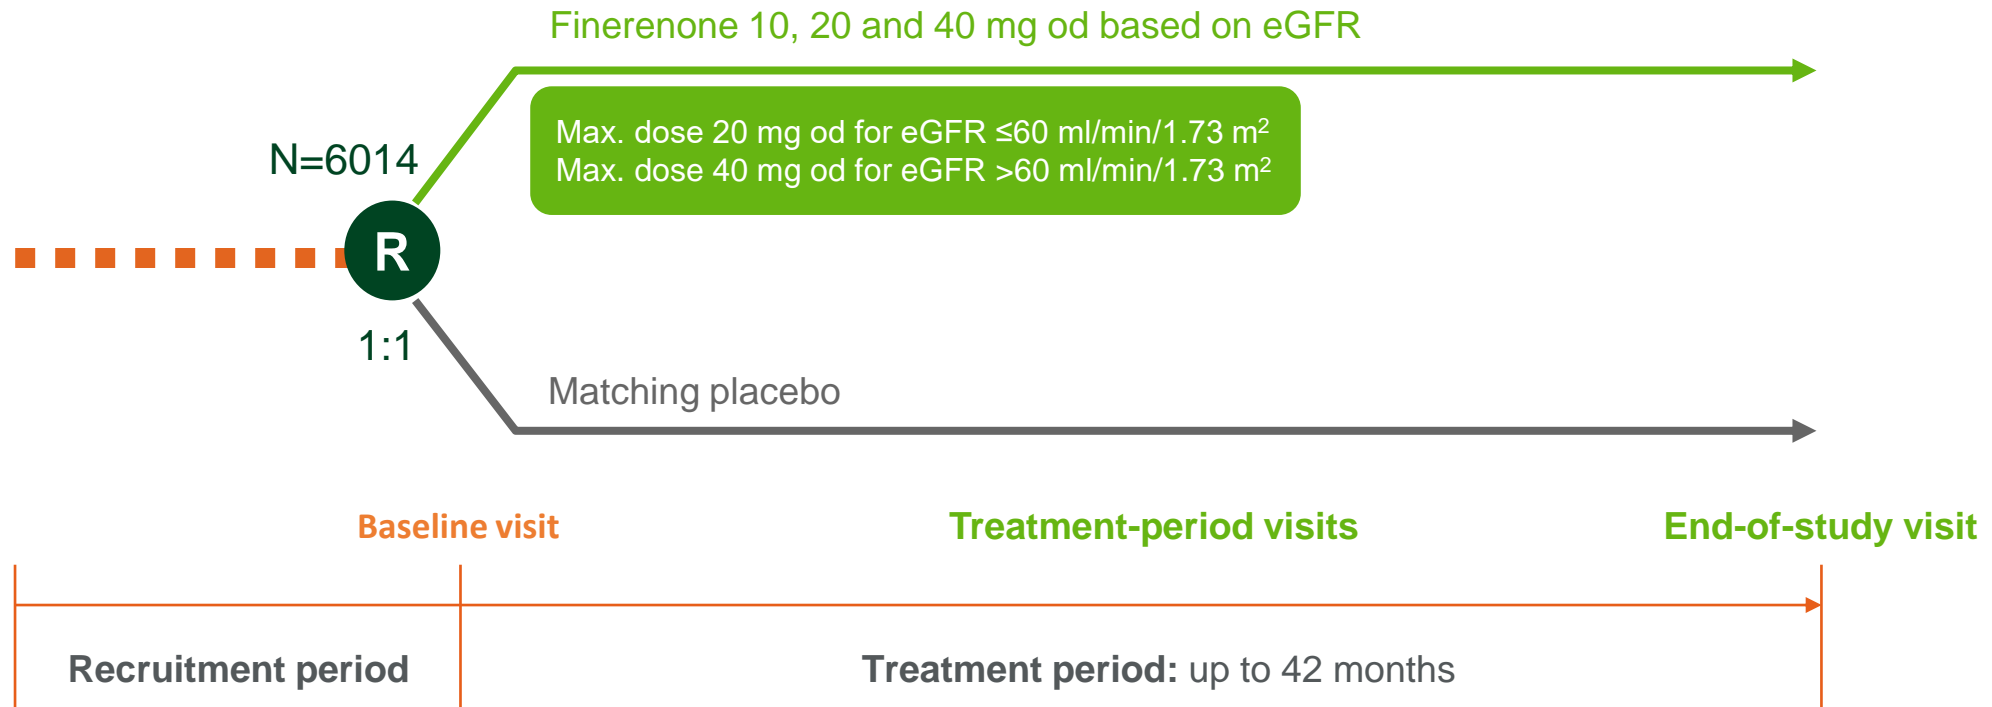 Finerenone 10, 20 and 40 mg od based on eGFR
Max. dose 20 mg od for eGFR ≤60 ml/min/1.73 m²
Max. dose 40 mg od for eGFR >60 ml/min/1.73 m²
N=6014
R
1:1
Matching placebo
Baseline visit
Treatment-period visits
End-of-study visit
Recruitment period
Treatment period: up to 42 months